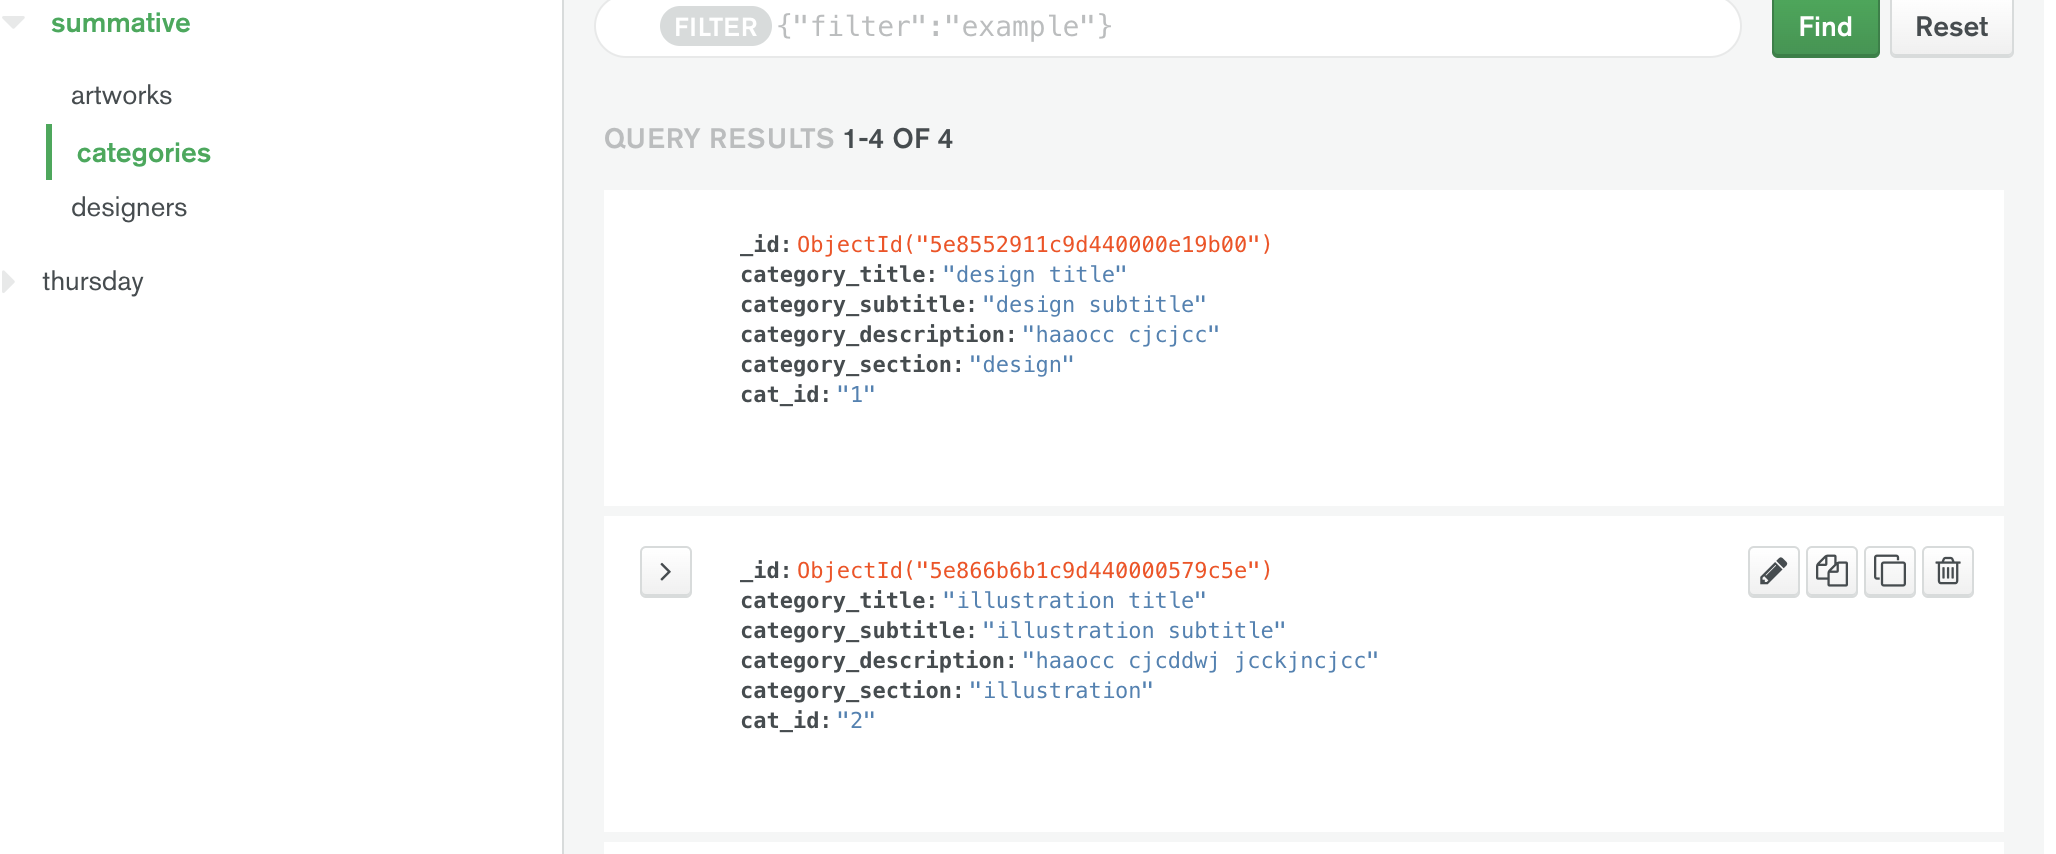 summative
artworks
categories
designers
thursday
FILTER {"filter":"example"}
Find
Reset
QUERY RESULTS 1-4 OF 4
_id: ObjectId("5e8552911c9d440000e19b00")
category_title: "design title"
category_subtitle: "design subtitle"
category_description: "haaocc cjcjcc"
category_section: "design"
cat_id: "1"
_id: ObjectId("5e866b6b1c9d440000579c5e")
category_title: "illustration title"
category_subtitle: "illustration subtitle"
category_description: "haaocc cjcddwj jcckjncjcc"
category_section: "illustration"
cat_id: "2"